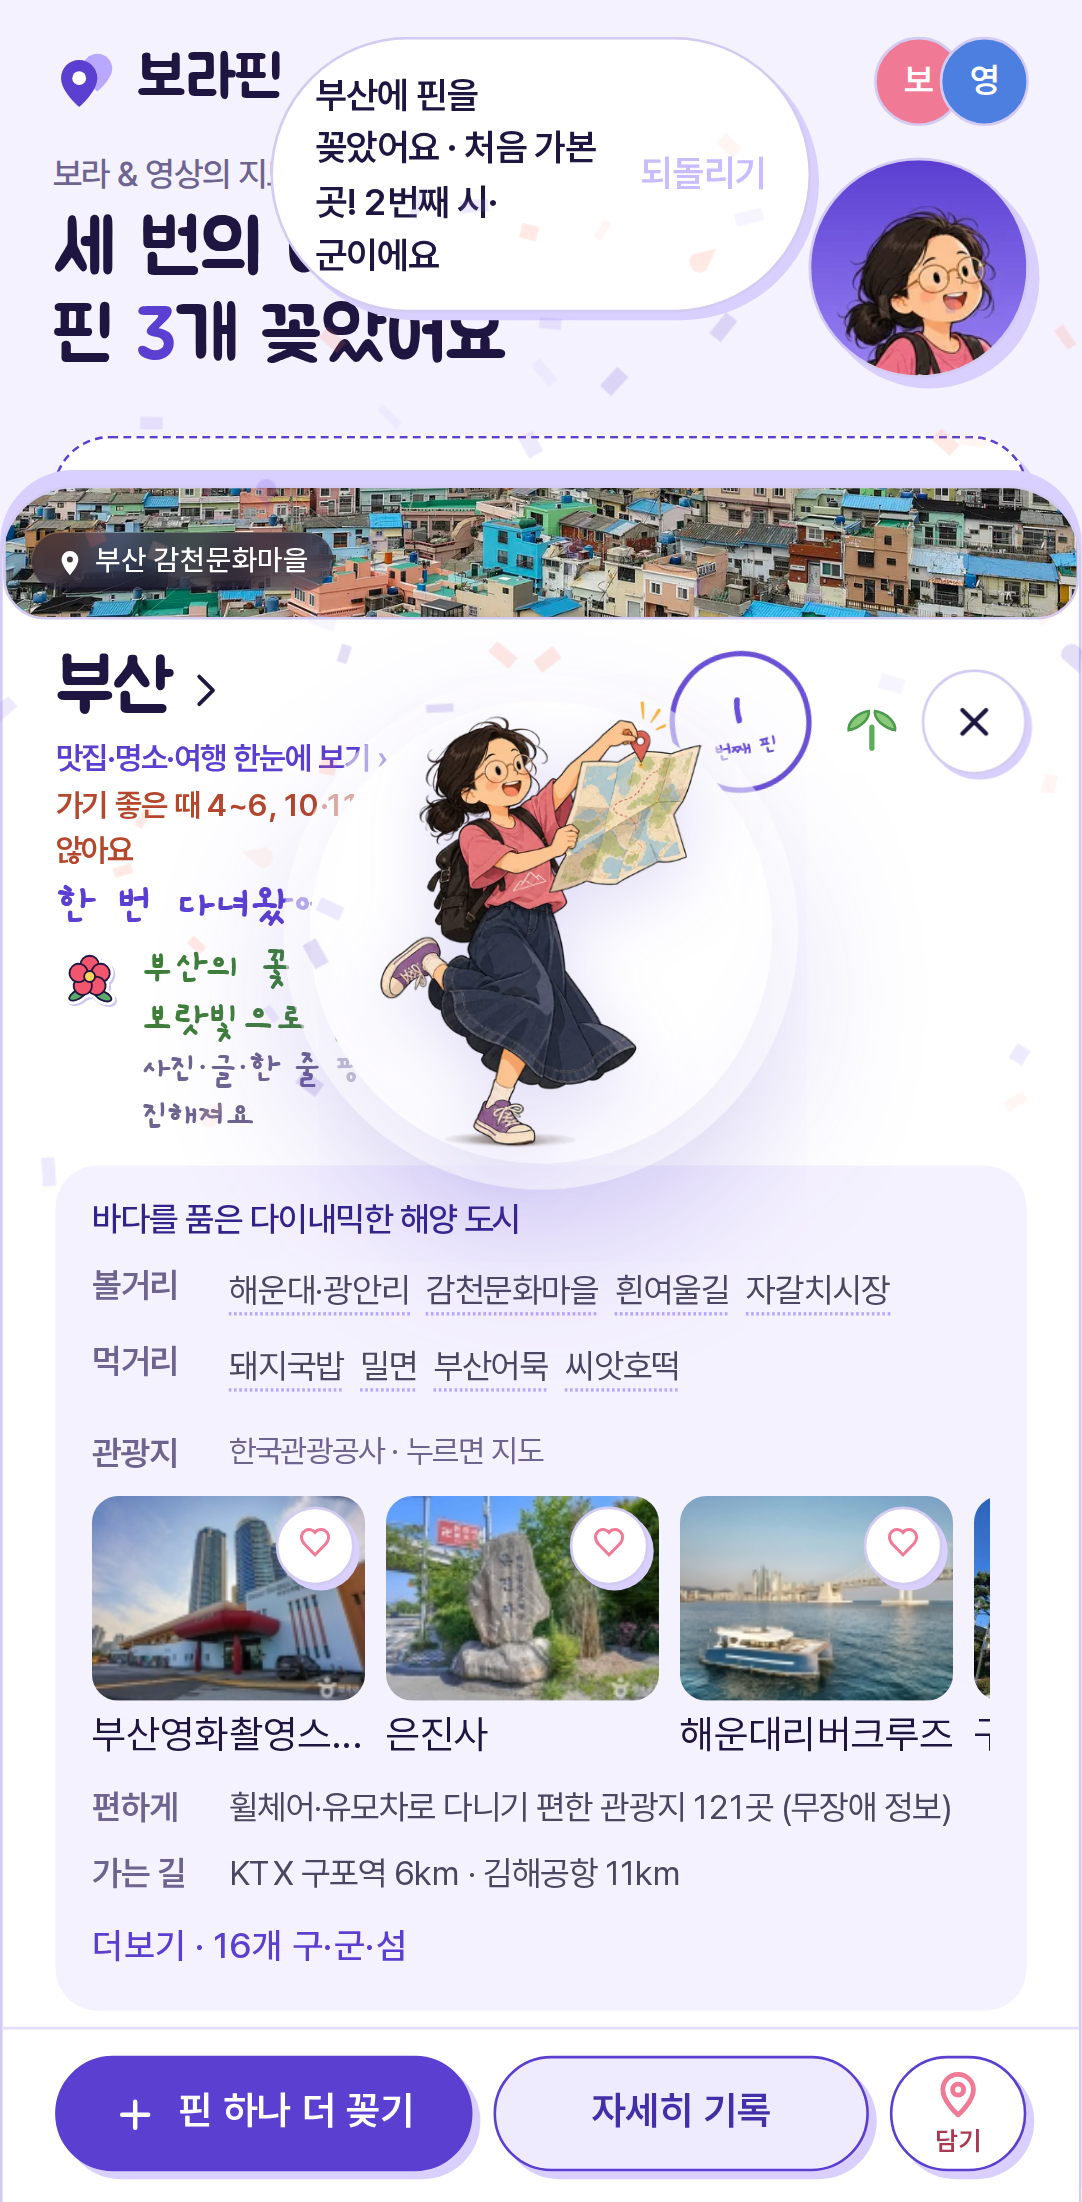 보라핀
부산에 핀을
꽂았어요 · 처음 가본
곳! 2번째 시·
군이에요
되돌리기
보
영
보라 & 영상의 지
세 번의
핀 3개 꽂았어요
부산 감천문화마을
부산 >
1
번째 핀
맛집·명소·여행 한눈에 보기 ›
가기 좋은 때 4~6, 10·11
않아요
한 번 다녀왔
부산의 꽃
보랏빛으로
사진·글·한 줄
진해져요
바다를 품은 다이내믹한 해양 도시
볼거리 해운대·광안리 감천문화마을 흰여울길 자갈치시장
먹거리 돼지국밥 밀면 부산어묵 씨앗호떡
관광지 한국관광공사 · 누르면 지도
부산영화촬영스... 은진사 해운대리버크루즈
편하게 휠체어·유모차로 다니기 편한 관광지 121곳 (무장애 정보)
가는 길 KTX 구포역 6km · 김해공항 11km
더보기 · 16개 구·군·섬
+ 핀 하나 더 꽂기
자세히 기록
담기